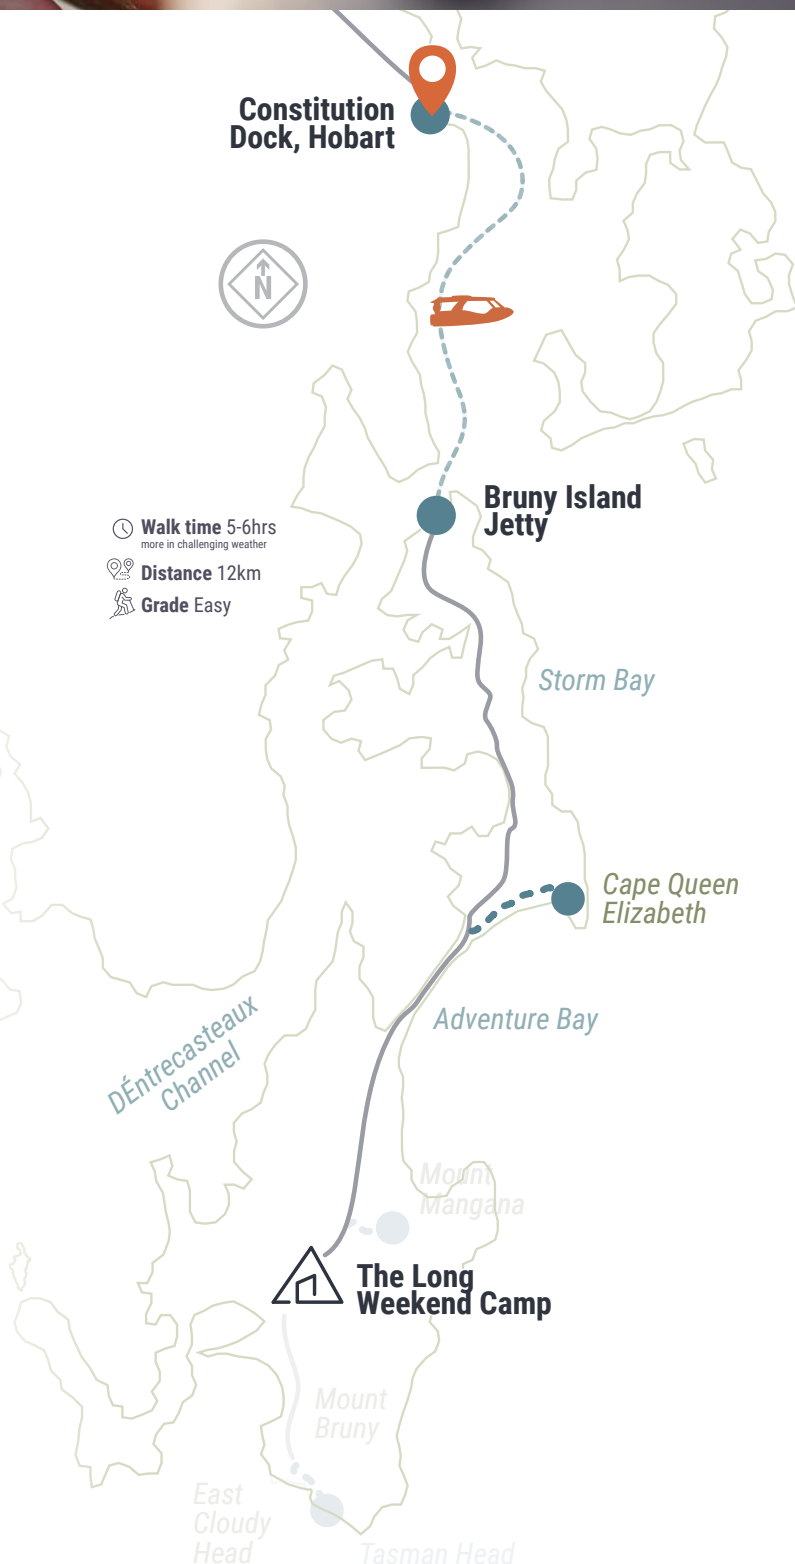 Constitution
Dock, Hobart
N
Bruny Island
Jetty
Walk time 5-6hrs
more in challenging weather
Distance 12km
Grade Easy
Storm Bay
Cape Queen
Elizabeth
Adventure Bay
DÉntrecasteaux
Channel
Mount
Mangana
The Long
Weekend Camp
Mount
Bruny
East
Cloudy
Head
Tasman Head